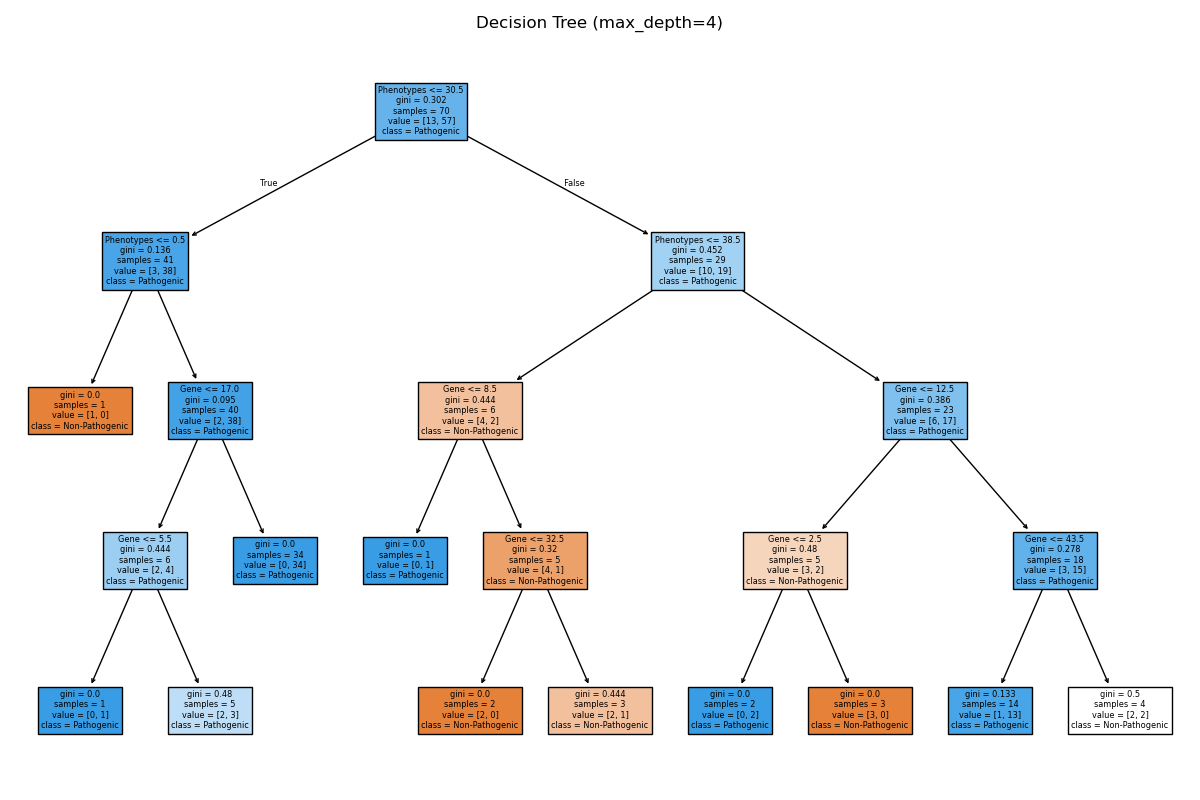 Decision Tree (max_depth=4)
Phenotypes <= 30.5
gini = 0.302
samples = 70
value = [13, 57]
class = Pathogenic
True
False
Phenotypes <= 0.5
gini = 0.136
samples = 41
value = [3, 38]
class = Pathogenic
Phenotypes <= 38.5
gini = 0.452
samples = 29
value = [10, 19]
class = Pathogenic
gini = 0.0
samples = 1
value = [1, 0]
class = Non-Pathogenic
Gene <= 17.0
gini = 0.095
samples = 40
value = [2, 38]
class = Pathogenic
Gene <= 8.5
gini = 0.444
samples = 6
value = [4, 2]
class = Non-Pathogenic
Gene <= 12.5
gini = 0.386
samples = 23
value = [6, 17]
class = Pathogenic
Gene <= 5.5
gini = 0.444
samples = 6
value = [2, 4]
class = Pathogenic
gini = 0.0
samples = 34
value = [0, 34]
class = Pathogenic
gini = 0.0
samples = 1
value = [0, 1]
class = Pathogenic
Gene <= 32.5
gini = 0.32
samples = 5
value = [4, 1]
class = Non-Pathogenic
Gene <= 2.5
gini = 0.48
samples = 5
value = [3, 2]
class = Non-Pathogenic
Gene <= 43.5
gini = 0.278
samples = 18
value = [3, 15]
class = Pathogenic
gini = 0.0
samples = 1
value = [0, 1]
class = Pathogenic
gini = 0.48
samples = 5
value = [2, 3]
class = Pathogenic
gini = 0.0
samples = 2
value = [2, 0]
class = Non-Pathogenic
gini = 0.444
samples = 3
value = [2, 1]
class = Non-Pathogenic
gini = 0.0
samples = 2
value = [0, 2]
class = Pathogenic
gini = 0.0
samples = 3
value = [3, 0]
class = Non-Pathogenic
gini = 0.133
samples = 14
value = [1, 13]
class = Pathogenic
gini = 0.5
samples = 4
value = [2, 2]
class = Non-Pathogenic